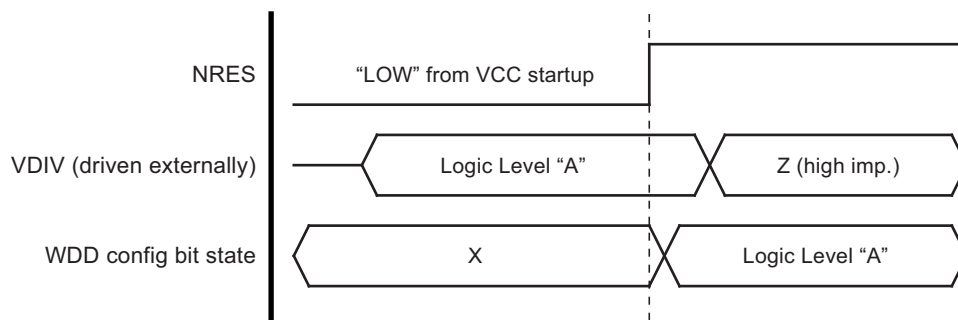 NRES
“LOW” from VCC startup
VDIV (driven externally)
Logic Level “A”
Z (high imp.)
WDD config bit state
X
Logic Level “A”